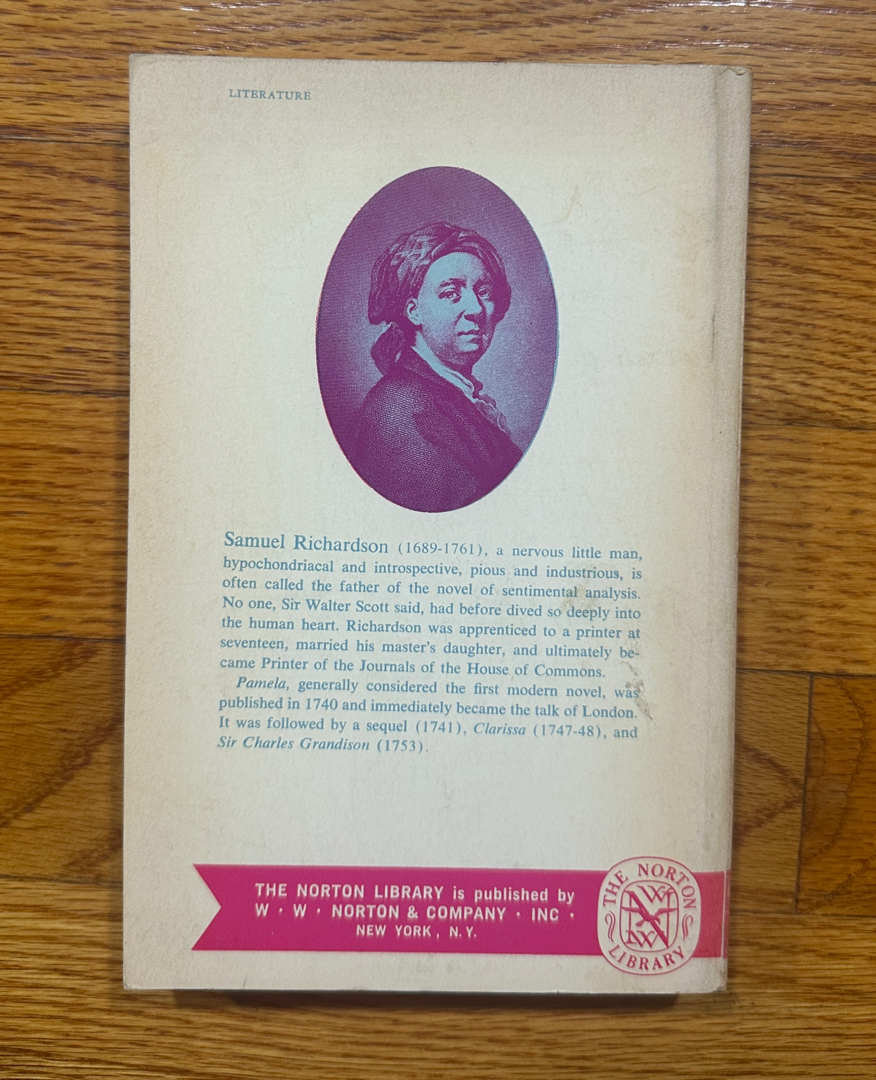 LITERATURE
Samuel Richardson (1689-1761), a nervous little man,
hypochondriacal and introspective, pious and industrious, is
often called the father of the novel of sentimental analysis.
No one, Sir Walter Scott said, had before dived so deeply into
the human heart. Richardson was apprenticed to a printer at
seventeen, married his master's daughter, and ultimately be-
came Printer of the Journals of the House of Commons.
Pamela, generally considered the first modern novel, was
published in 1740 and immediately became the talk of London.
It was followed by a sequel (1741), Clarissa (1747-48), and
Sir Charles Grandison (1753).
THE NORTON LIBRARY is published by
W · W · NORTON & COMPANY · INC ·
NEW YORK, N.Y.
THE NORTON
WW
NW
LIBRARY